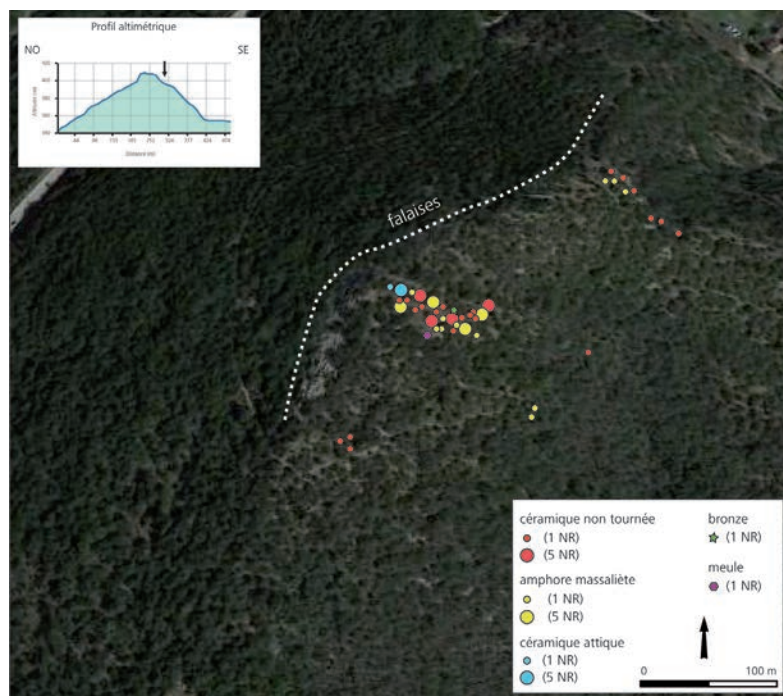 Profil altimétrique
NO SE
Distance (m)
falaises
céramique non tournée
(1 NR)
(5 NR)
amphore massaliète
(1 NR)
(5 NR)
céramique attique
(1 NR)
(5 NR)
bronze
(1 NR)
meule
(1 NR)
0 100 m